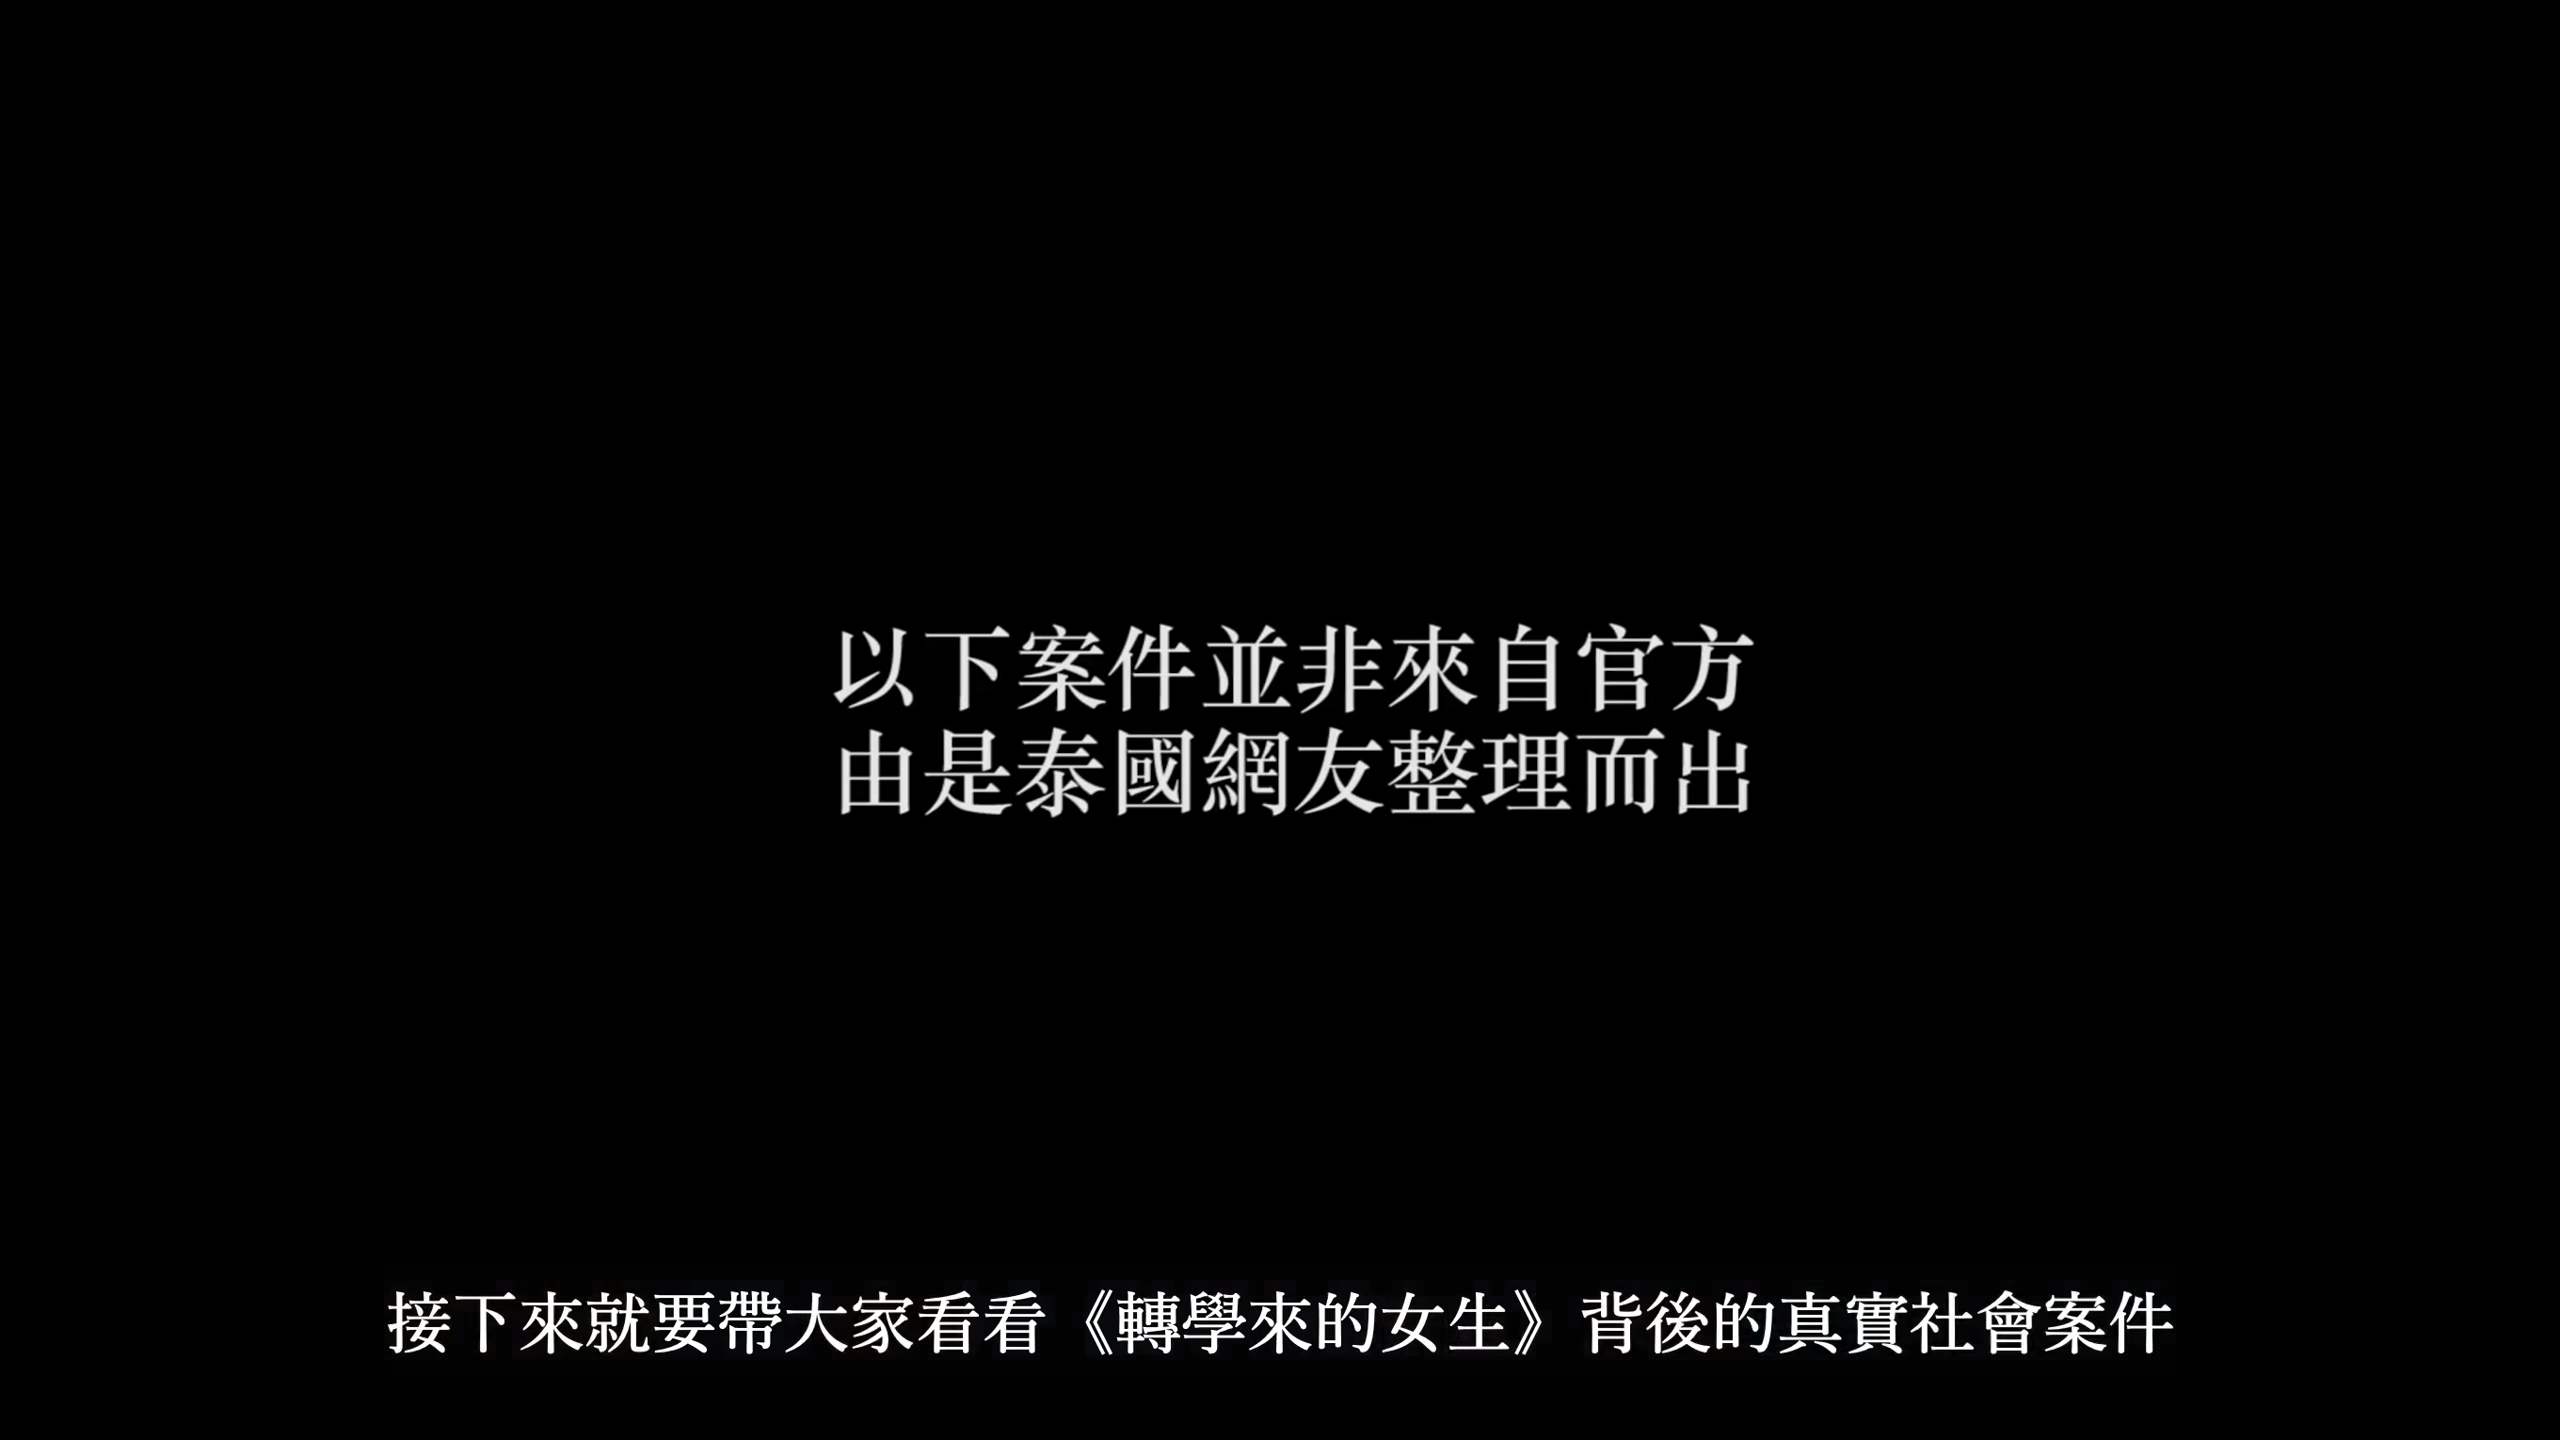 以下案件並非來自官方
由是泰國網友整理而出
接下來就要帶大家看看《轉學來的女生》背後的真實社會案件